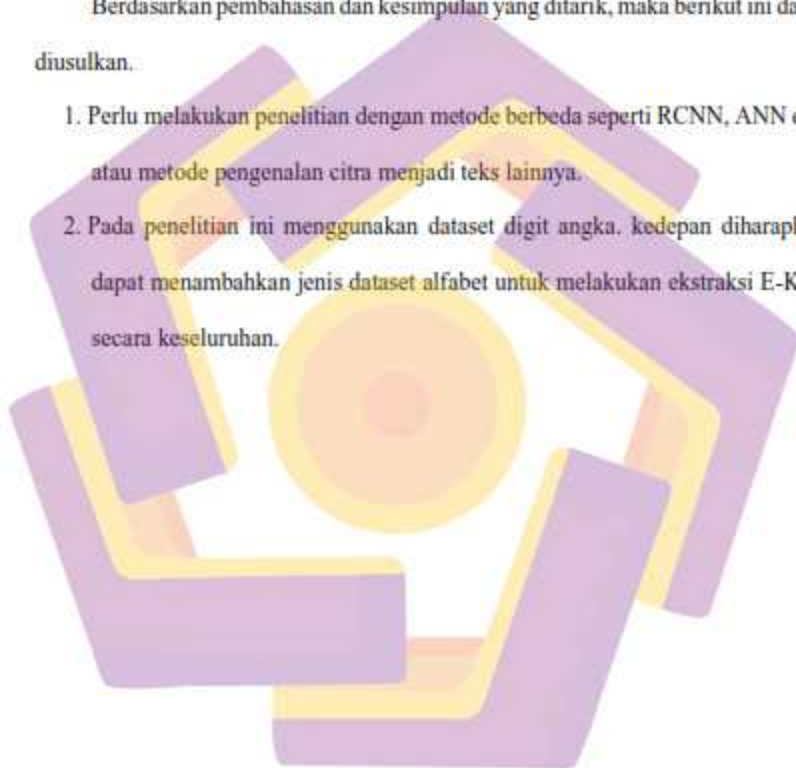 Berdasarkan pembahasan dan kesimpulan yang ditarik, maka berikut ini
diusulkan.
1. Perlu melakukan penelitian dengan metode berbeda seperti RCNN, ANN
atau metode pengenalan citra menjadi teks lainnya.
2. Pada penelitian ini menggunakan dataset digit angka. kedepan
dapat menambahkan jenis dataset alfabet untuk melakukan ekstraksi
secara keseluruhan.